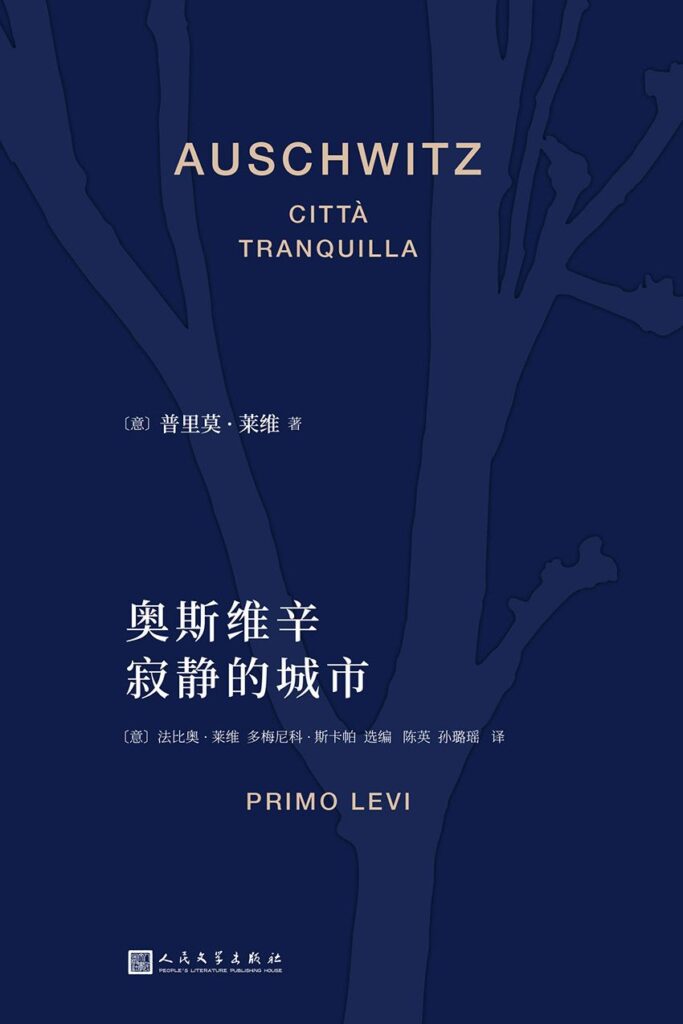 AUSCHWITZ
CITTÀ
TRANQUILLA
〔意〕普里莫·莱维 著
奥斯维辛
寂静的城市
〔意〕法比奥·莱维 多梅尼科·斯卡帕 选编 陈英 孙璐瑶 译
PRIMO LEVI
人民文学出版社
PEOPLE'S LITERATURE PUBLISHING HOUSE